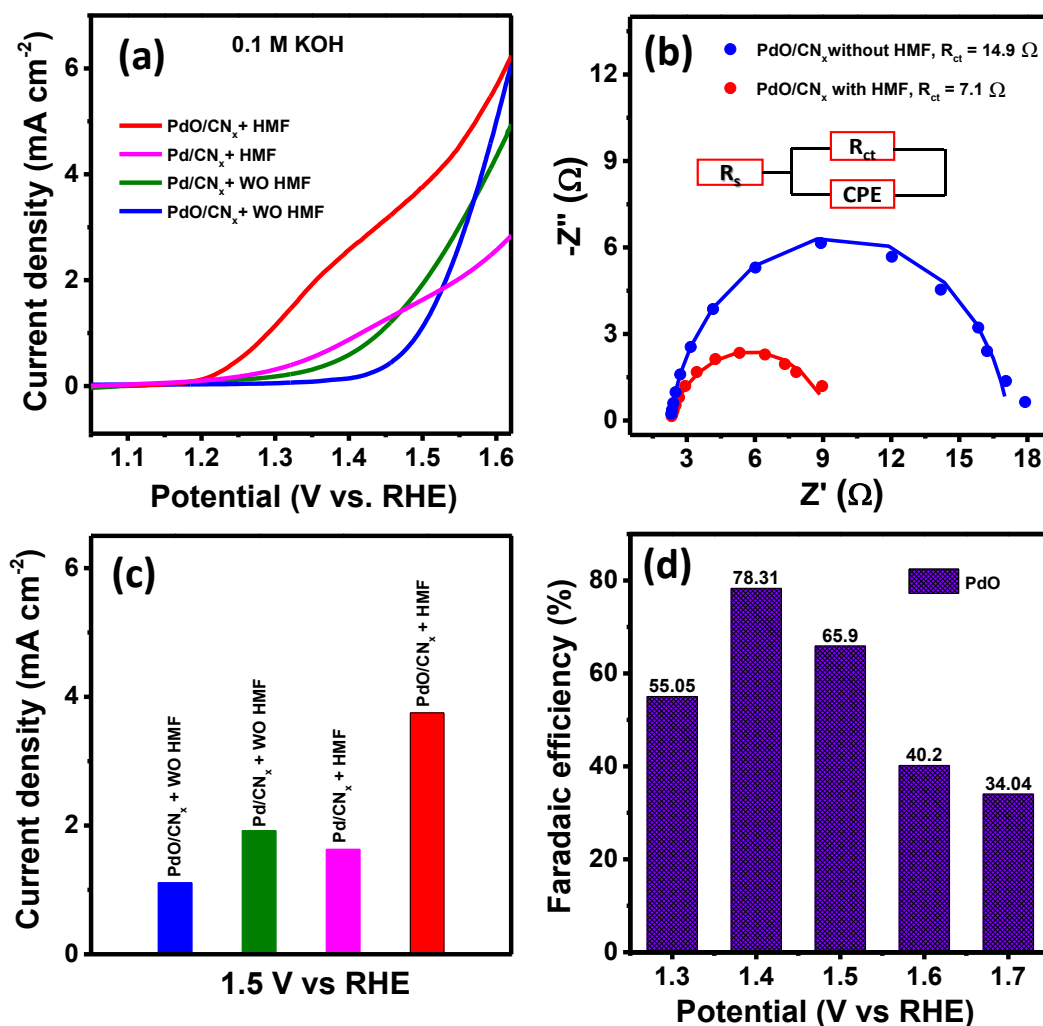 (a)
0.1 M KOH
PdO/CNₓ+ HMF
Pd/CNₓ+ HMF
Pd/CNₓ+ WO HMF
PdO/CNₓ+ WO HMF
Current density (mA cm⁻²)
6
4
2
0
1.1 1.2 1.3 1.4 1.5 1.6
Potential (V vs. RHE)
(b)
PdO/CNₓwithout HMF, R_ct = 14.9 Ω
PdO/CNₓ with HMF, R_ct = 7.1 Ω
R_s
R_ct
CPE
-Z" (Ω)
12
9
6
3
0
3 6 9 12 15 18
Z' (Ω)
(c)
Current density (mA cm⁻²)
6
4
2
0
PdO/CNₓ + WO HMF
Pd/CNₓ + WO HMF
Pd/CNₓ + HMF
PdO/CNₓ + HMF
1.5 V vs RHE
(d)
PdO
Faradaic efficiency (%)
80
60
40
20
0
55.05
78.31
65.9
40.2
34.04
1.3 1.4 1.5 1.6 1.7
Potential (V vs RHE)